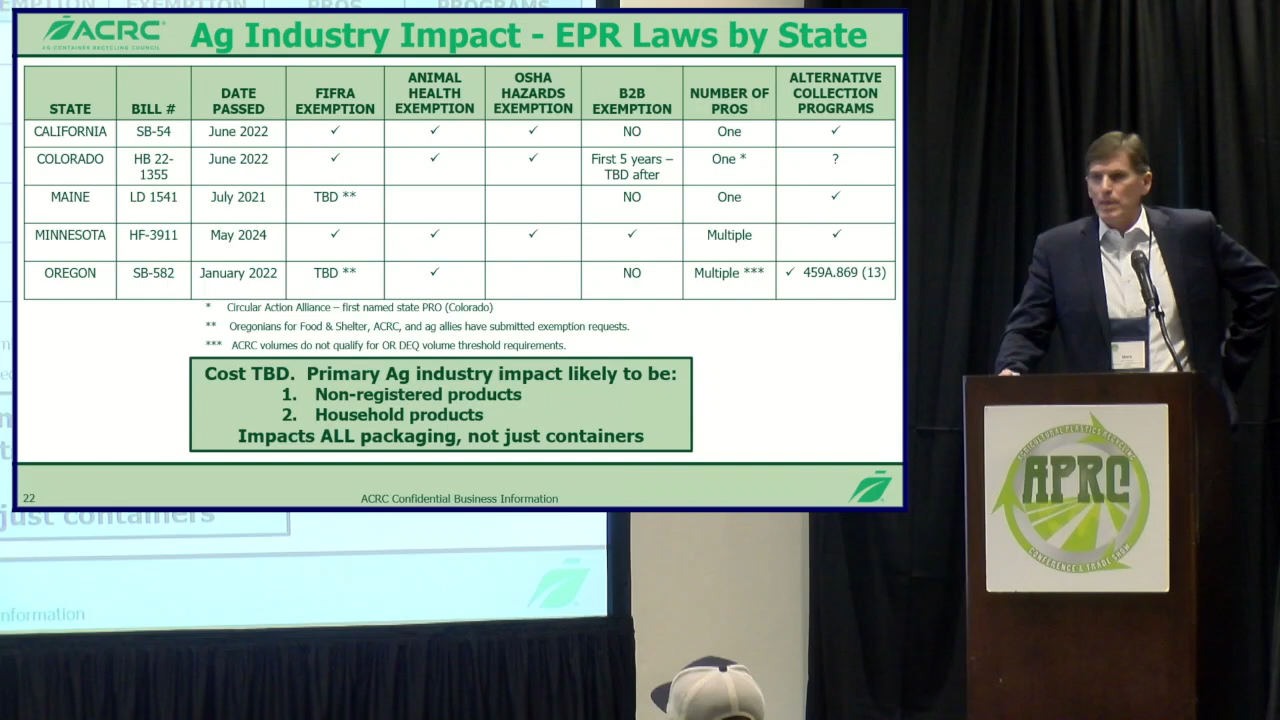 ACRC®
AG CONTAINER RECYCLING COUNCIL
Ag Industry Impact - EPR Laws by State
STATE BILL # DATE PASSED FIFRA EXEMPTION ANIMAL HEALTH EXEMPTION OSHA HAZARDS EXEMPTION B2B EXEMPTION NUMBER OF PROS ALTERNATIVE COLLECTION PROGRAMS
CALIFORNIA SB-54 June 2022 ✓ ✓ ✓ NO One ✓
COLORADO HB 22-1355 June 2022 ✓ ✓ ✓ First 5 years – TBD after One * ?
MAINE LD 1541 July 2021 TBD ** NO One ✓
MINNESOTA HF-3911 May 2024 ✓ ✓ ✓ ✓ Multiple ✓
OREGON SB-582 January 2022 TBD ** ✓ NO Multiple *** ✓ 459A.869 (13)
* Circular Action Alliance – first named state PRO (Colorado)
** Oregonians for Food & Shelter, ACRC, and ag allies have submitted exemption requests.
*** ACRC volumes do not qualify for OR DEQ volume threshold requirements.
Cost TBD. Primary Ag industry impact likely to be:
1. Non-registered products
2. Household products
Impacts ALL packaging, not just containers
22
ACRC Confidential Business Information
just containers
nformation
AGRICULTURAL PLASTICS RECYCLING
APRC
CONFERENCE & TRADE SHOW